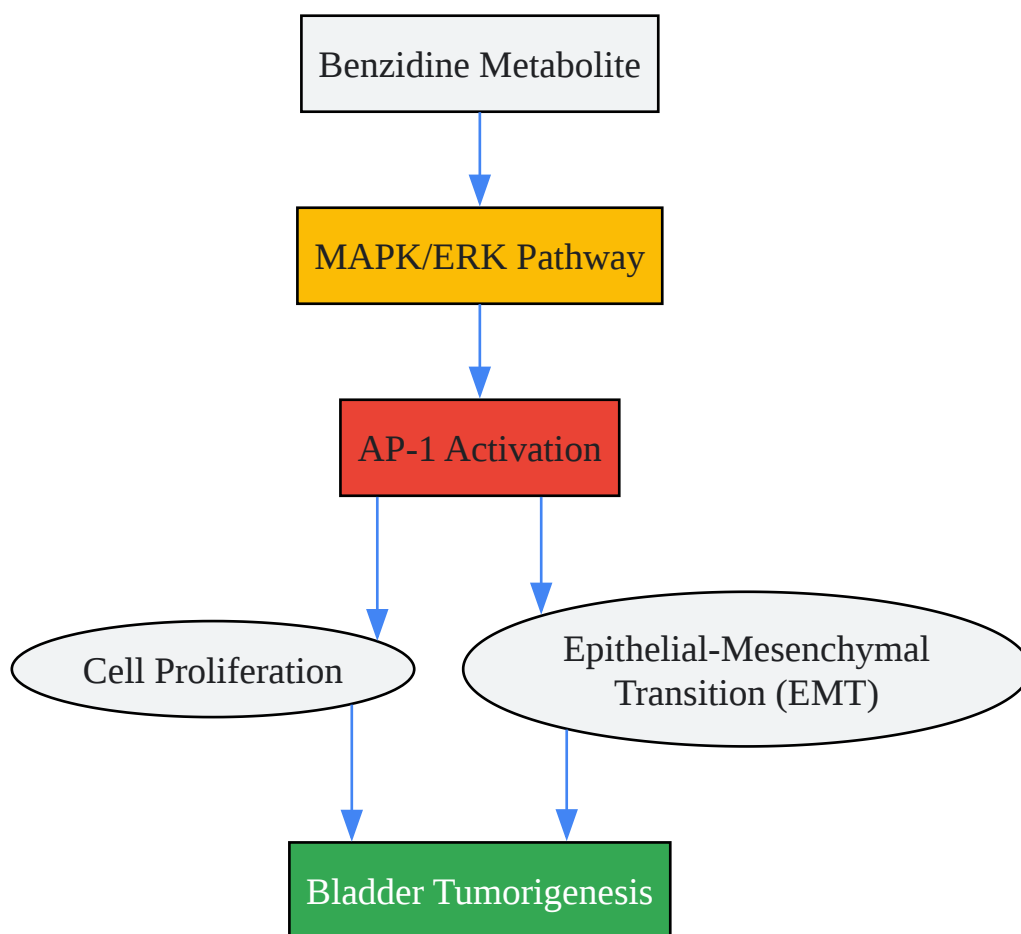 Benzidine Metabolite
MAPK/ERK Pathway
AP-1 Activation
Cell Proliferation
Epithelial-Mesenchymal
Transition (EMT)
Bladder Tumorigenesis